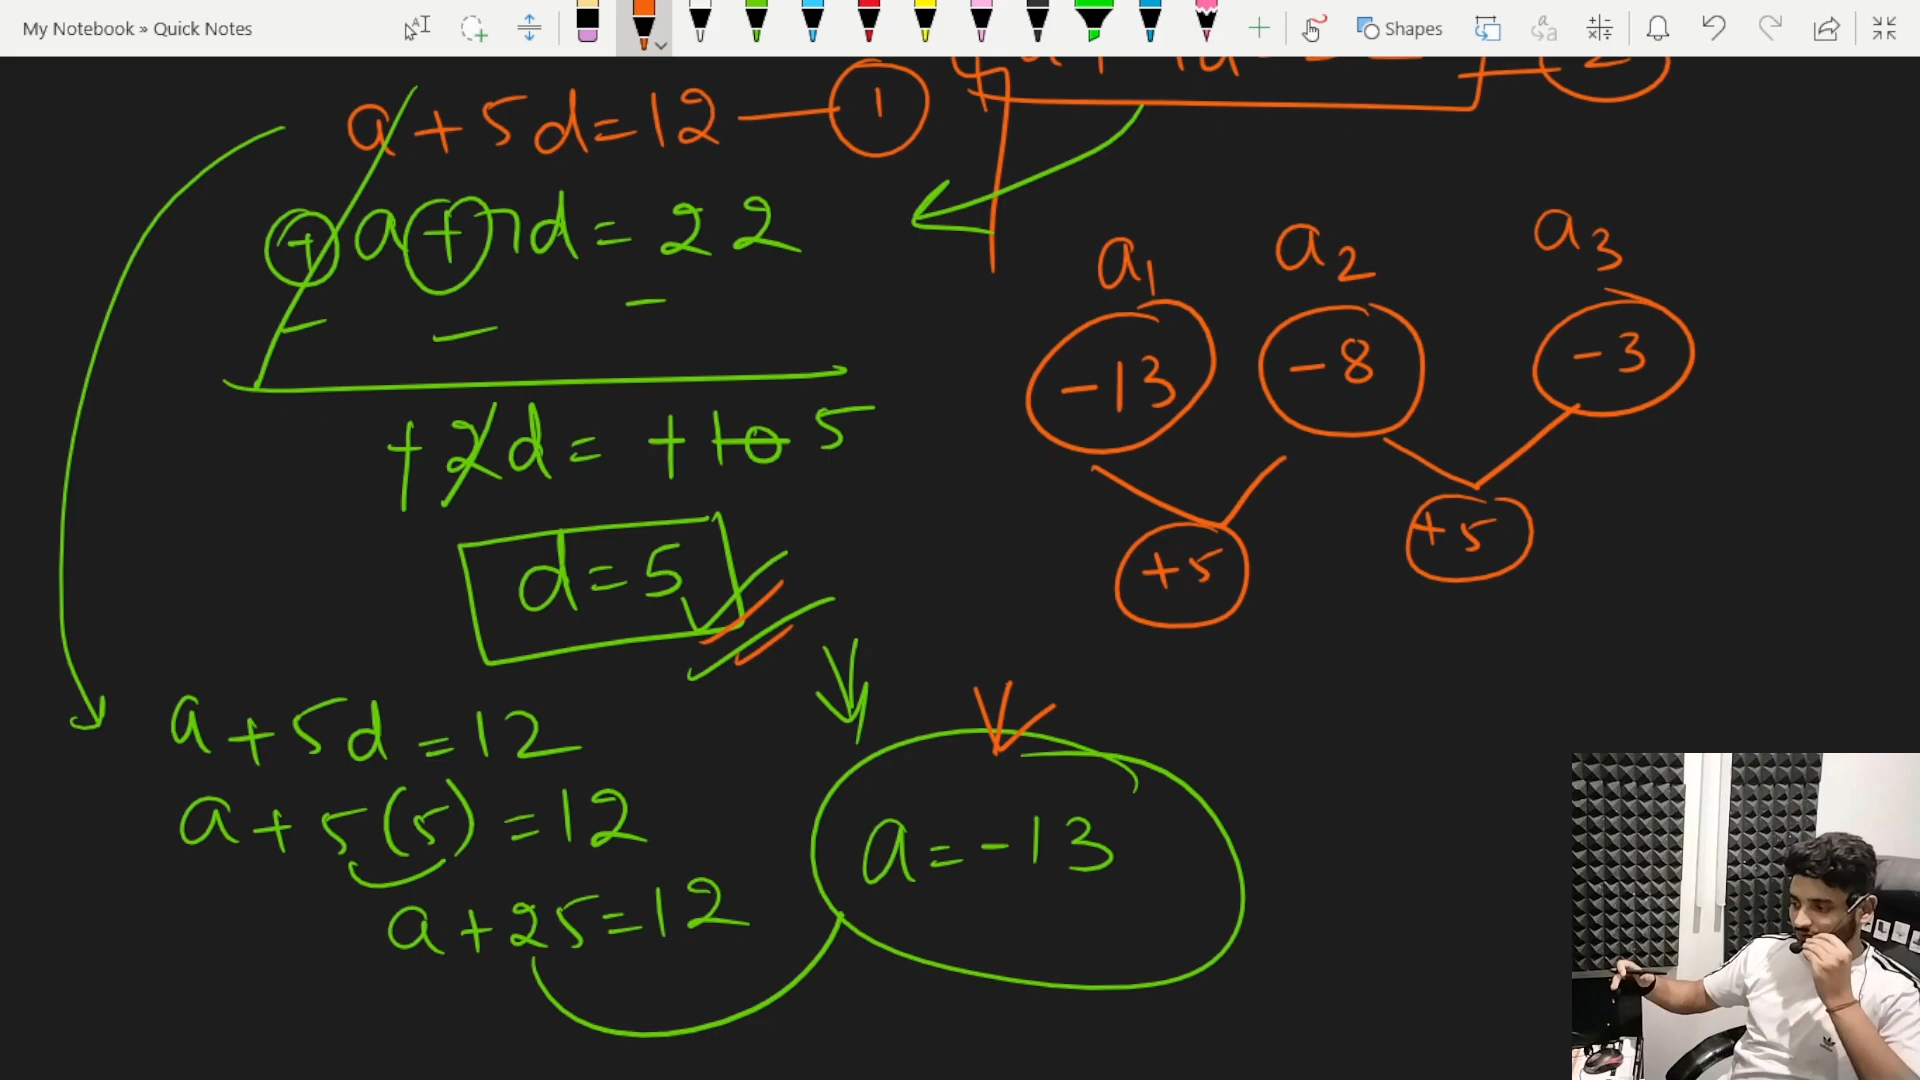 My Notebook » Quick Notes
Shapes
a + 5d = 12 — 1
+ a + 7d = 22
− − −
+2d = +10 5
d = 5
a + 5d = 12
a + 5(5) = 12
a + 25 = 12
a = -13
a1 a2 a3
-13 -8 -3
+5 +5